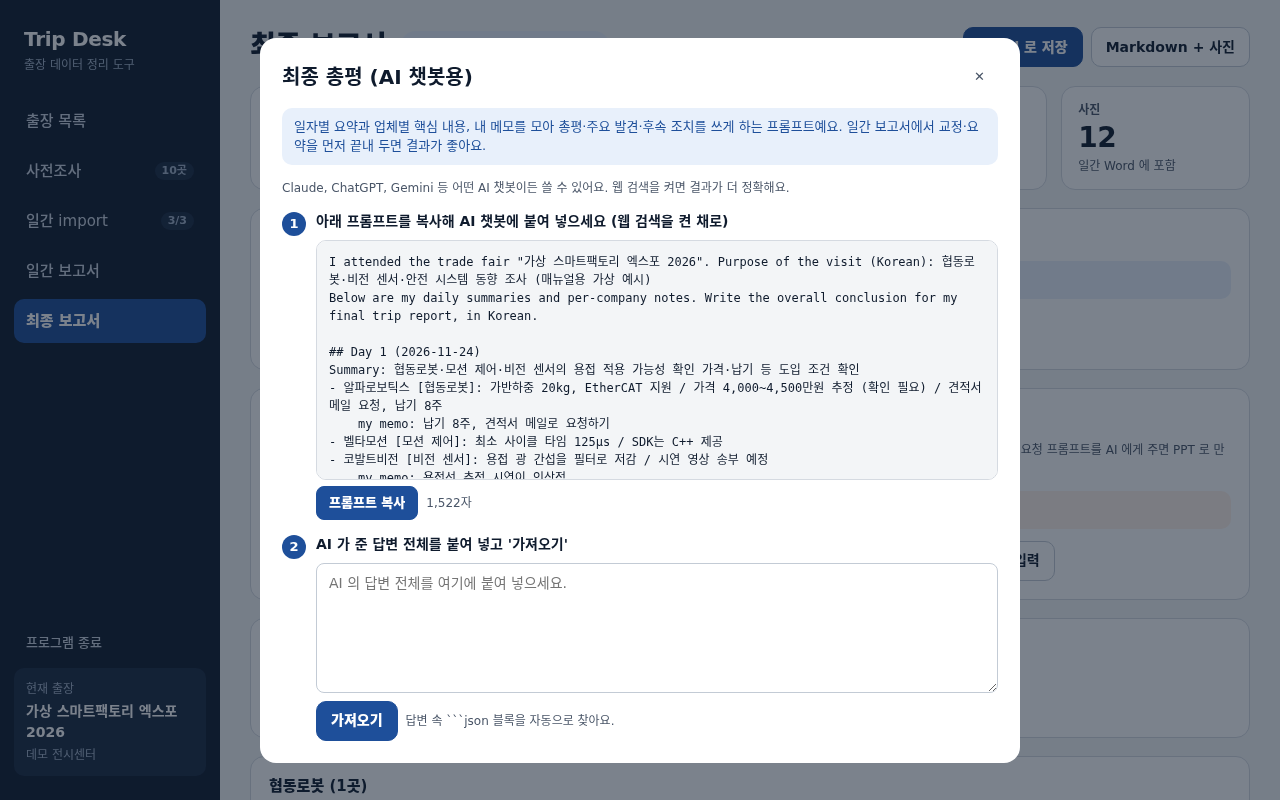 Trip Desk
출장 데이터 정리 도구
출장 목록
사전조사 10곳
일간 import 3/3
일간 보고서
최종 보고서
프로그램 종료
현재 출장
가상 스마트팩토리 엑스포
2026
데모 전시센터
로 저장
Markdown + 사진
사진
12
일간 Word 에 포함
요청 프롬프트를 AI 에게 주면 PPT 로 만
입력
협동로봇 (1곳)
최종 총평 (AI 챗봇용)
×
일자별 요약과 업체별 핵심 내용, 내 메모를 모아 총평·주요 발견·후속 조치를 쓰게 하는 프롬프트예요. 일간 보고서에서 교정·요
약을 먼저 끝내 두면 결과가 좋아요.
Claude, ChatGPT, Gemini 등 어떤 AI 챗봇이든 쓸 수 있어요. 웹 검색을 켜면 결과가 더 정확해요.
1 아래 프롬프트를 복사해 AI 챗봇에 붙여 넣으세요 (웹 검색을 켠 채로)
I attended the trade fair "가상 스마트팩토리 엑스포 2026". Purpose of the visit (Korean): 협동로
봇·비전 센서·안전 시스템 동향 조사 (매뉴얼용 가상 예시)
Below are my daily summaries and per-company notes. Write the overall conclusion for my
final trip report, in Korean.
## Day 1 (2026-11-24)
Summary: 협동로봇·모션 제어·비전 센서의 용접 적용 가능성 확인 가격·납기 등 도입 조건 확인
- 알파로보틱스 [협동로봇]: 가반하중 20kg, EtherCAT 지원 / 가격 4,000~4,500만원 추정 (확인 필요) / 견적서
메일 요청, 납기 8주
my memo: 납기 8주, 견적서 메일로 요청하기
- 벨타모션 [모션 제어]: 최소 사이클 타임 125μs / SDK는 C++ 제공
- 코발트비전 [비전 센서]: 용접 광 간섭을 필터로 저감 / 시연 영상 송부 예정
my memo: 용접선 추적 시연이 인상적
프롬프트 복사 1,522자
2 AI 가 준 답변 전체를 붙여 넣고 '가져오기'
AI 의 답변 전체를 여기에 붙여 넣으세요.
가져오기 답변 속 ```json 블록을 자동으로 찾아요.